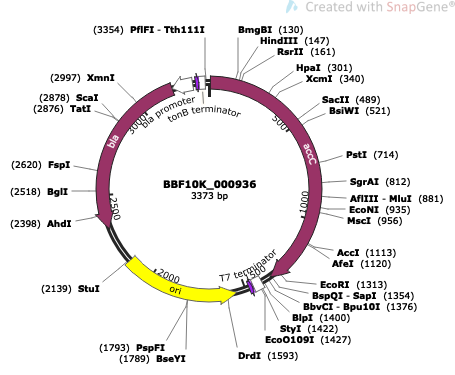 Created with SnapGene®
(3354) PflFI - Tth111I
BmgBI (130)
HindIII (147)
RsrII (161)
HpaI (301)
XcmI (340)
SacII (489)
BsiWI (521)
PstI (714)
SgrAI (812)
AflIII - MluI (881)
EcoNI (935)
MscI (956)
AccI (1113)
AfeI (1120)
EcoRI (1313)
BspQI - SapI (1354)
BbvCI - Bpu10I (1376)
BlpI (1400)
StyI (1422)
EcoO109I (1427)
DrdI (1593)
(1789) BseYI
(1793) PspFI
(2139) StuI
(2398) AhdI
(2518) BglI
(2620) FspI
(2876) TatI
(2878) ScaI
(2997) XmnI
bla promoter
tonB terminator
accC
T7 terminator
ori
bla
500
1000
1500
2000
2500
3000
BBF10K_000936
3373 bp